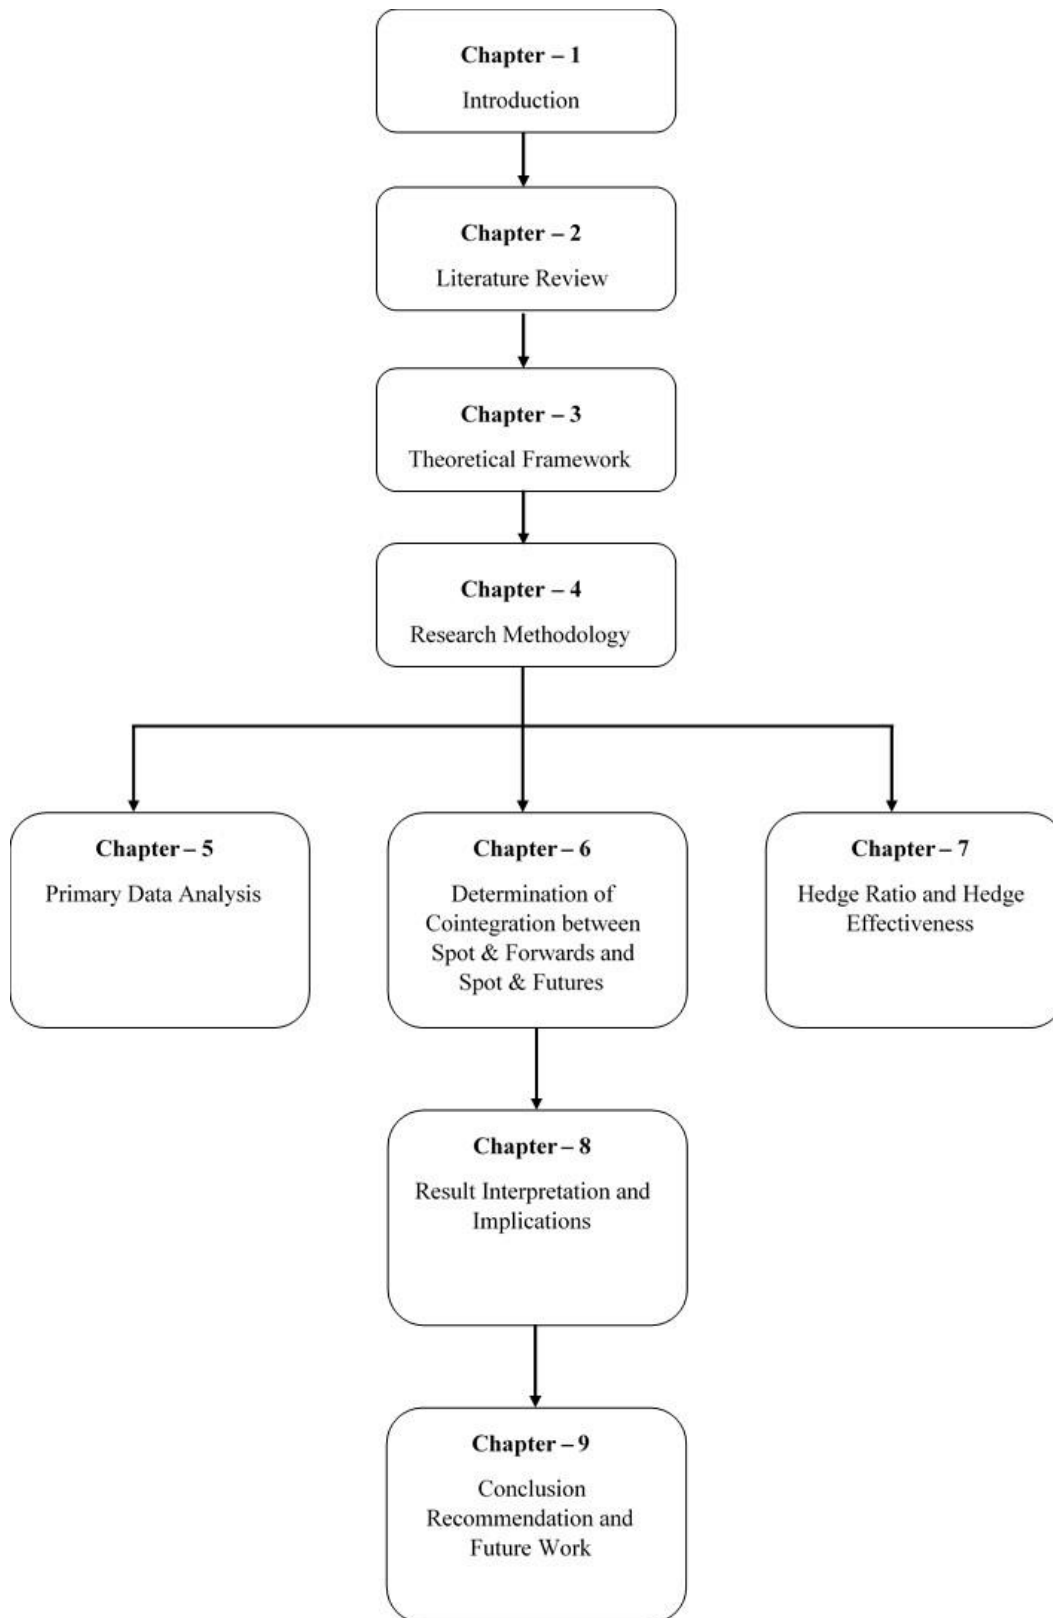 Chapter – 1
Introduction
Chapter – 2
Literature Review
Chapter – 3
Theoretical Framework
Chapter – 4
Research Methodology
Chapter – 5
Primary Data Analysis
Chapter – 6
Determination of
Cointegration between
Spot & Forwards and
Spot & Futures
Chapter – 7
Hedge Ratio and Hedge
Effectiveness
Chapter – 8
Result Interpretation and
Implications
Chapter – 9
Conclusion
Recommendation and
Future Work